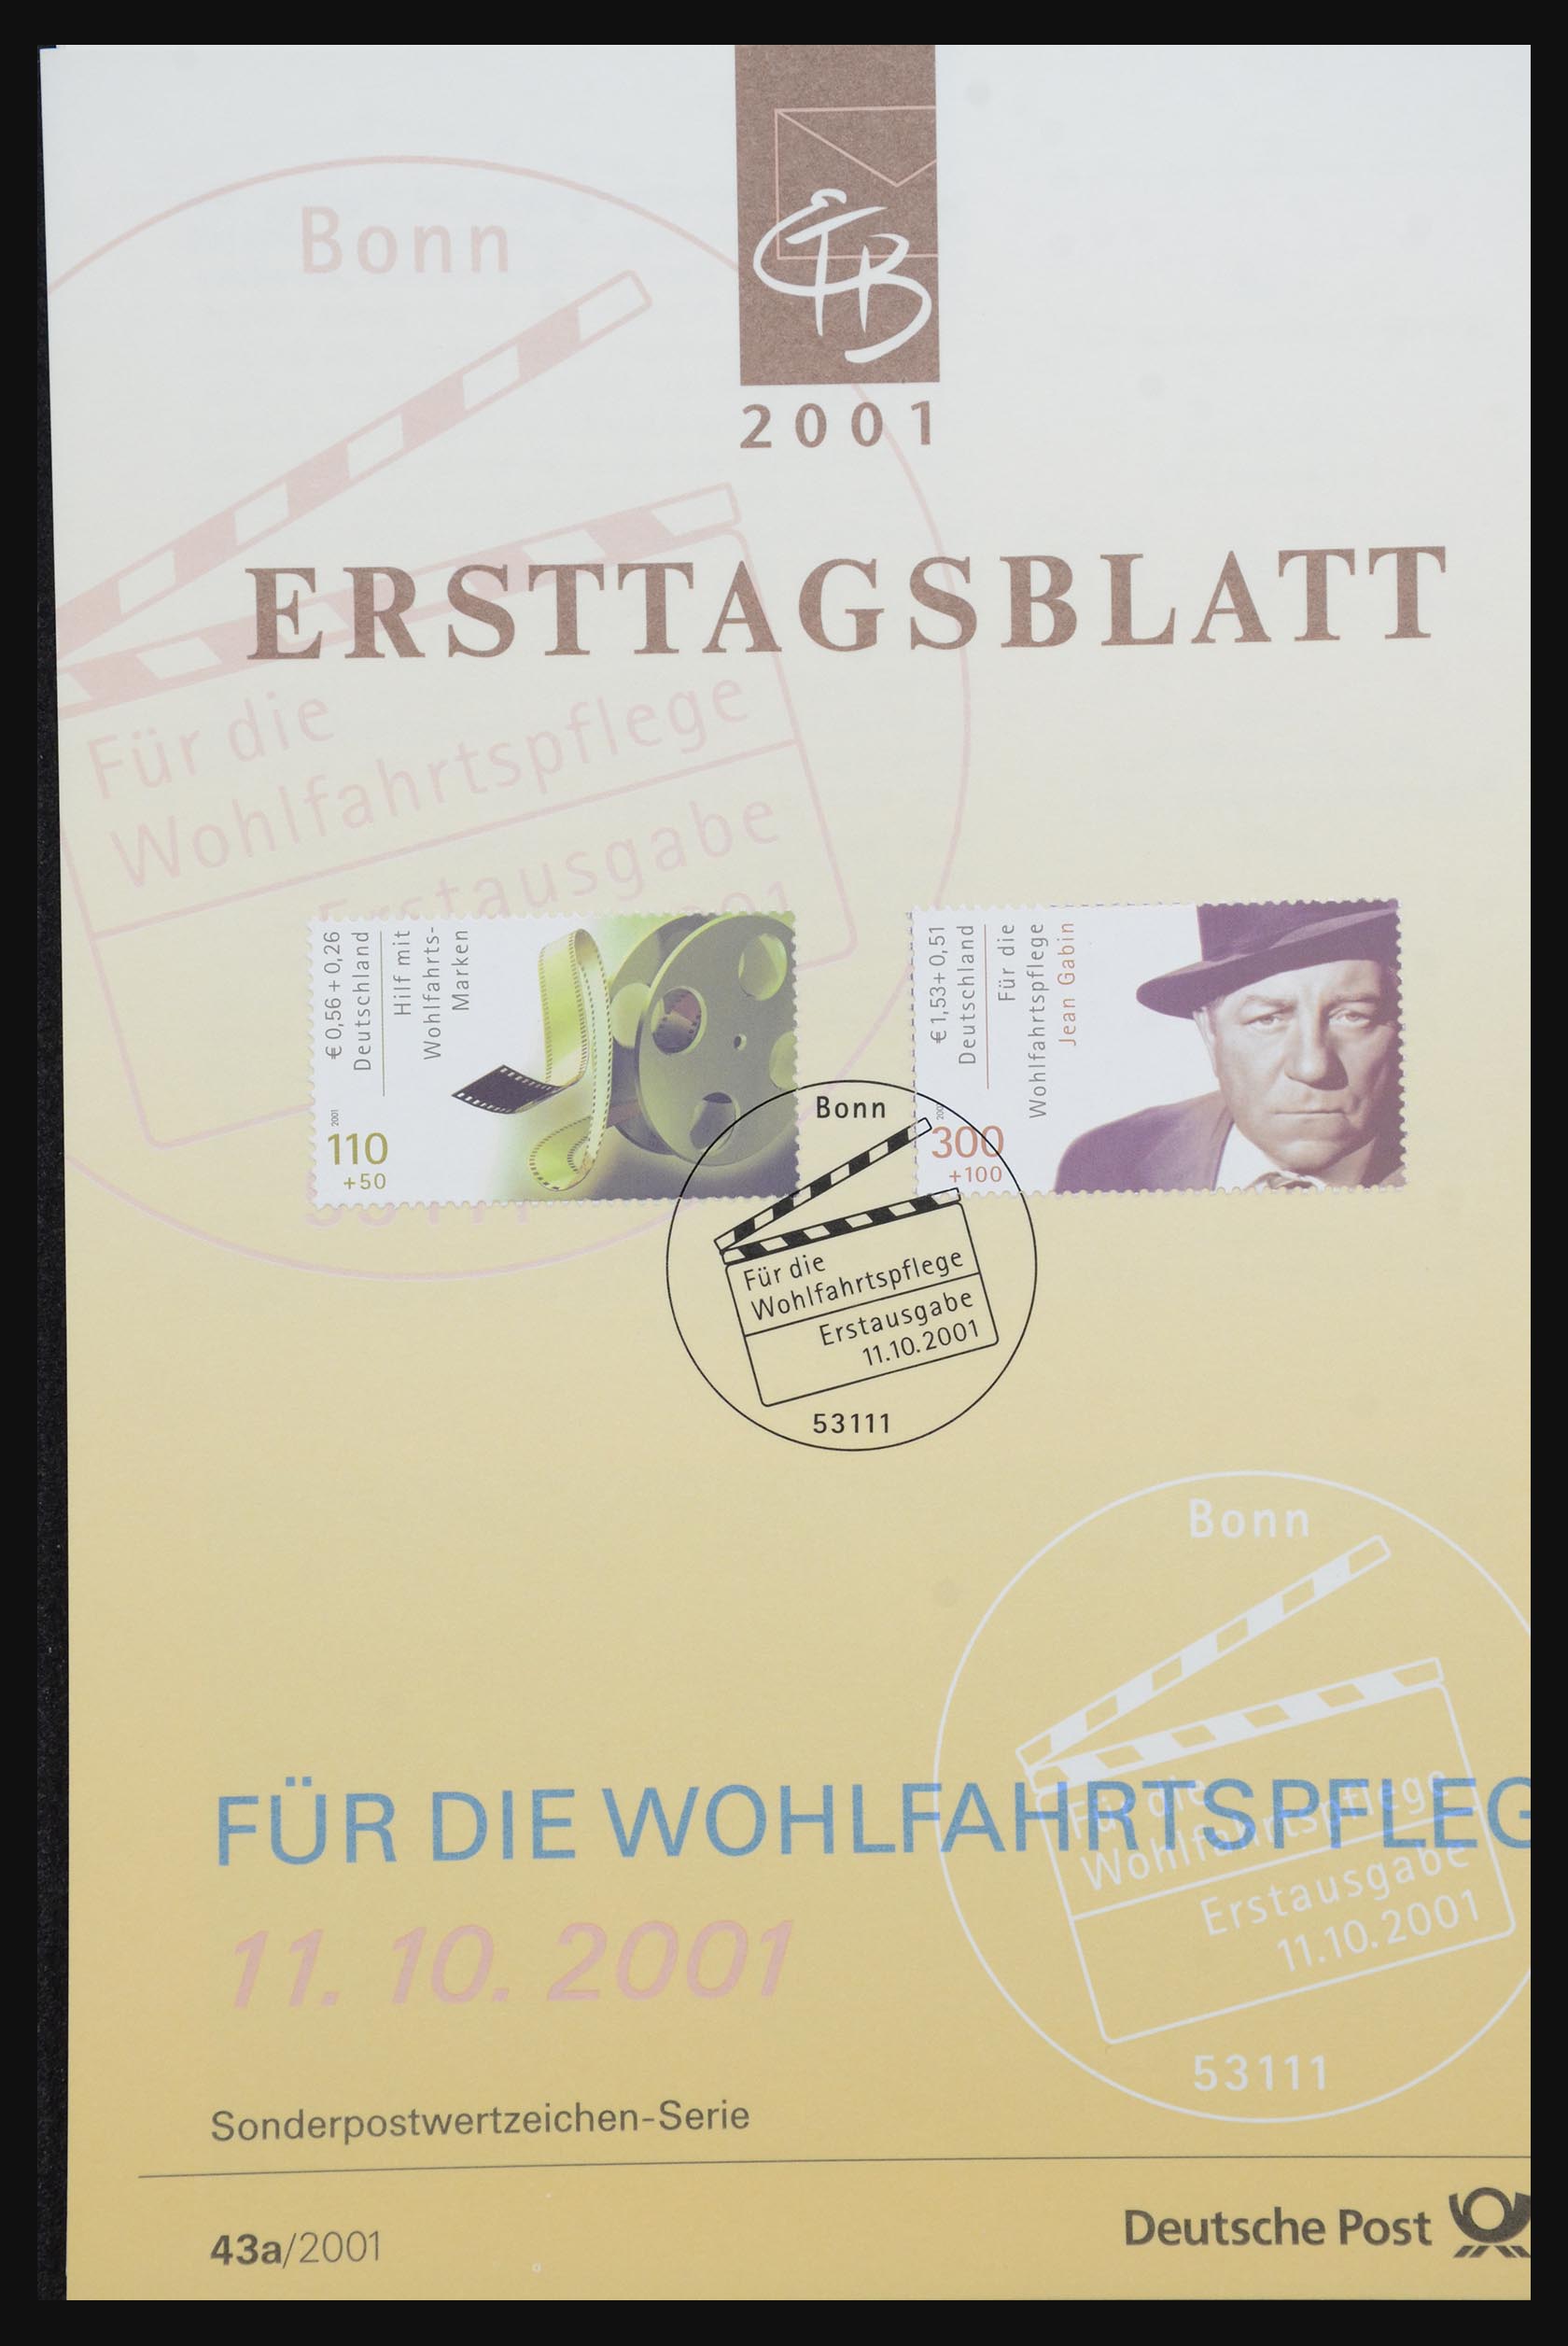 Bonn
ETB
2001
ERSTTAGSBLATT
Für die
Wohlfahrtspflege
Erstausgabe
€ 0,56 + 0,26
Deutschland
Hilf mit
Wohlfahrts-
Marken
2001
110
+50
€ 1,53 + 0,51
Deutschland
Für die
Wohlfahrtspflege
Jean Gabin
300
+100
Bonn
Für die
Wohlfahrtspflege
Erstausgabe
11.10.2001
53111
Bonn
Für die
Wohlfahrtspflege
Erstausgabe
11.10.2001
53111
FÜR DIE WOHLFAHRTSPFLEG
11. 10. 2001
Sonderpostwertzeichen-Serie
43a/2001
Deutsche Post